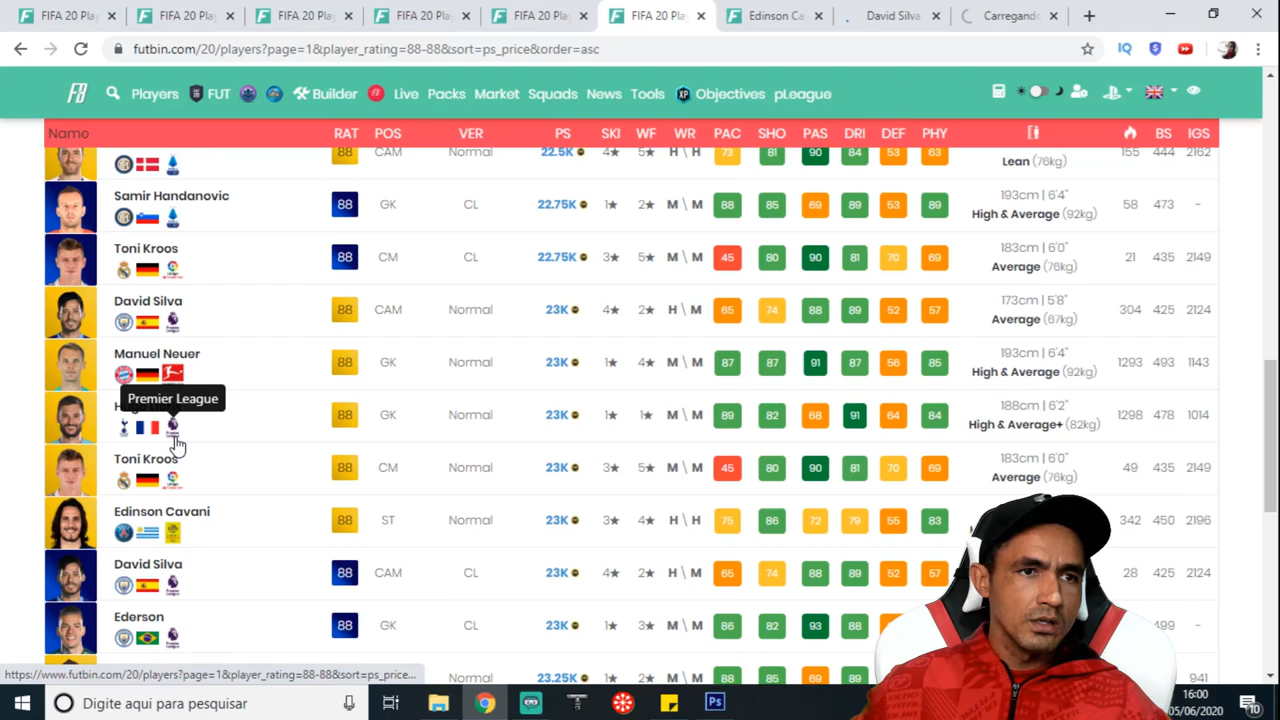 FIFA 20 Play
FIFA 20 Play
FIFA 20 Play
FIFA 20 Play
FIFA 20 Play
FIFA 20 Play
Edinson Ca
David Silva
Carregando
futbin.com/20/players?page=1&player_rating=88-88&sort=ps_price&order=asc
IQ
F8 Players FUT Builder Live Packs Market Squads News Tools XP Objectives pLeague
Name RAT POS VER PS SKI WF WR PAC SHO PAS DRI DEF PHY BS IGS
88 CAM Normal 22.5K 4★ 5★ H \ H 73 81 90 84 53 63 Lean (76kg) 155 444 2162
Samir Handanovic 88 GK CL 22.75K 1★ 2★ M \ M 88 85 69 89 53 89 193cm | 6'4" 58 473 -
High & Average (92kg)
Toni Kroos 88 CM CL 22.75K 3★ 5★ M \ M 45 80 90 81 70 69 183cm | 6'0" 21 435 2149
Average (76kg)
David Silva 88 CAM Normal 23K 4★ 2★ H \ M 65 74 88 89 52 57 173cm | 5'8" 304 425 2124
Average (67kg)
Manuel Neuer 88 GK Normal 23K 1★ 4★ M \ M 87 87 91 87 56 85 193cm | 6'4" 1293 493 1143
High & Average (92kg)
Premier League
88 GK Normal 23K 1★ 1★ M \ M 89 82 68 91 64 84 188cm | 6'2" 1298 478 1014
High & Average+ (82kg)
Toni Kroos 88 CM Normal 23K 3★ 5★ M \ M 45 80 90 81 70 69 183cm | 6'0" 49 435 2149
Average (76kg)
Edinson Cavani 88 ST Normal 23K 3★ 4★ H \ H 75 86 72 79 55 83 342 450 2196
David Silva 88 CAM CL 23K 4★ 2★ H \ M 65 74 88 89 52 57 28 425 2124
Ederson 88 GK CL 23K 1★ 3★ M \ M 86 82 93 88 499 -
Normal 23.25K 1★ 2★ M \ M 88 85 69 89 941
https://www.futbin.com/20/players?page=1&player_rating=88-88&sort=ps_price...
Digite aqui para pesquisar
Ps
16:00
05/06/2020
10